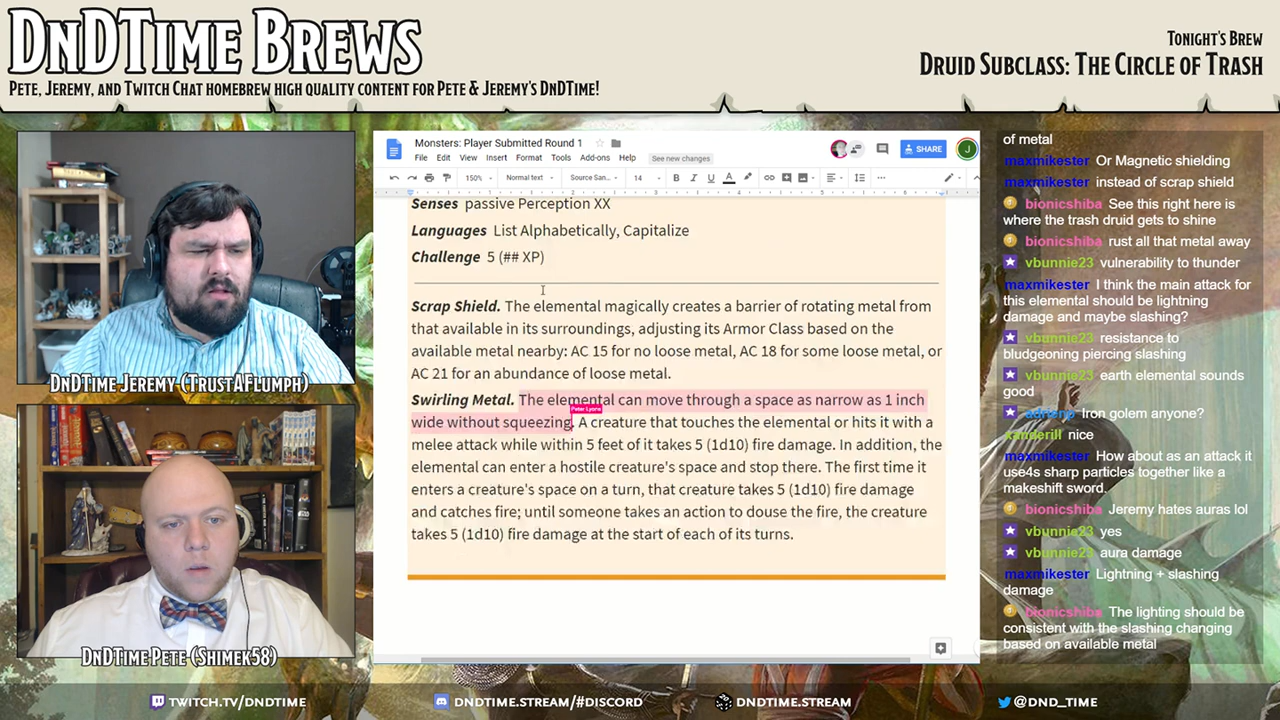 DnDTime Brews
Pete, Jeremy, and Twitch Chat homebrew high quality content for Pete & Jeremy's DnDTime!
Tonight's Brew
Druid Subclass: The Circle of Trash
DnDTime Jeremy (TrustAFlumph)
DnDTime Pete (Shimek58)
Monsters: Player Submitted Round 1
File Edit View Insert Format Tools Add-ons Help See new changes
SHARE
J
150% Normal text Source San... 14 B I U A
Senses passive Perception XX
Languages List Alphabetically, Capitalize
Challenge 5 (## XP)
Scrap Shield. The elemental magically creates a barrier of rotating metal from
that available in its surroundings, adjusting its Armor Class based on the
available metal nearby: AC 15 for no loose metal, AC 18 for some loose metal, or
AC 21 for an abundance of loose metal.
Swirling Metal. The elemental can move through a space as narrow as 1 inch
Peter Lyons
wide without squeezing. A creature that touches the elemental or hits it with a
melee attack while within 5 feet of it takes 5 (1d10) fire damage. In addition, the
elemental can enter a hostile creature's space and stop there. The first time it
enters a creature's space on a turn, that creature takes 5 (1d10) fire damage
and catches fire; until someone takes an action to douse the fire, the creature
takes 5 (1d10) fire damage at the start of each of its turns.
of metal
maxmikester Or Magnetic shielding
maxmikester instead of scrap shield
bionicshiba See this right here is
where the trash druid gets to shine
bionicshiba rust all that metal away
vbunnie23 vulnerability to thunder
maxmikester I think the main attack for
this elemental should be lightning
damage and maybe slashing?
vbunnie23 resistance to
bludgeoning piercing slashing
vbunnie23 earth elemental sounds
good
Iron golem anyone?
nice
maxmikester How about as an attack it
use4s sharp particles together like a
makeshift sword.
bionicshiba Jeremy hates auras lol
vbunnie23 yes
vbunnie23 aura damage
maxmikester Lightning + slashing
damage
bionicshiba The lighting should be
consistent with the slashing changing
based on available metal
twitch.tv/dndtime
dndtime.stream/#discord
dndtime.stream
@dnd_time